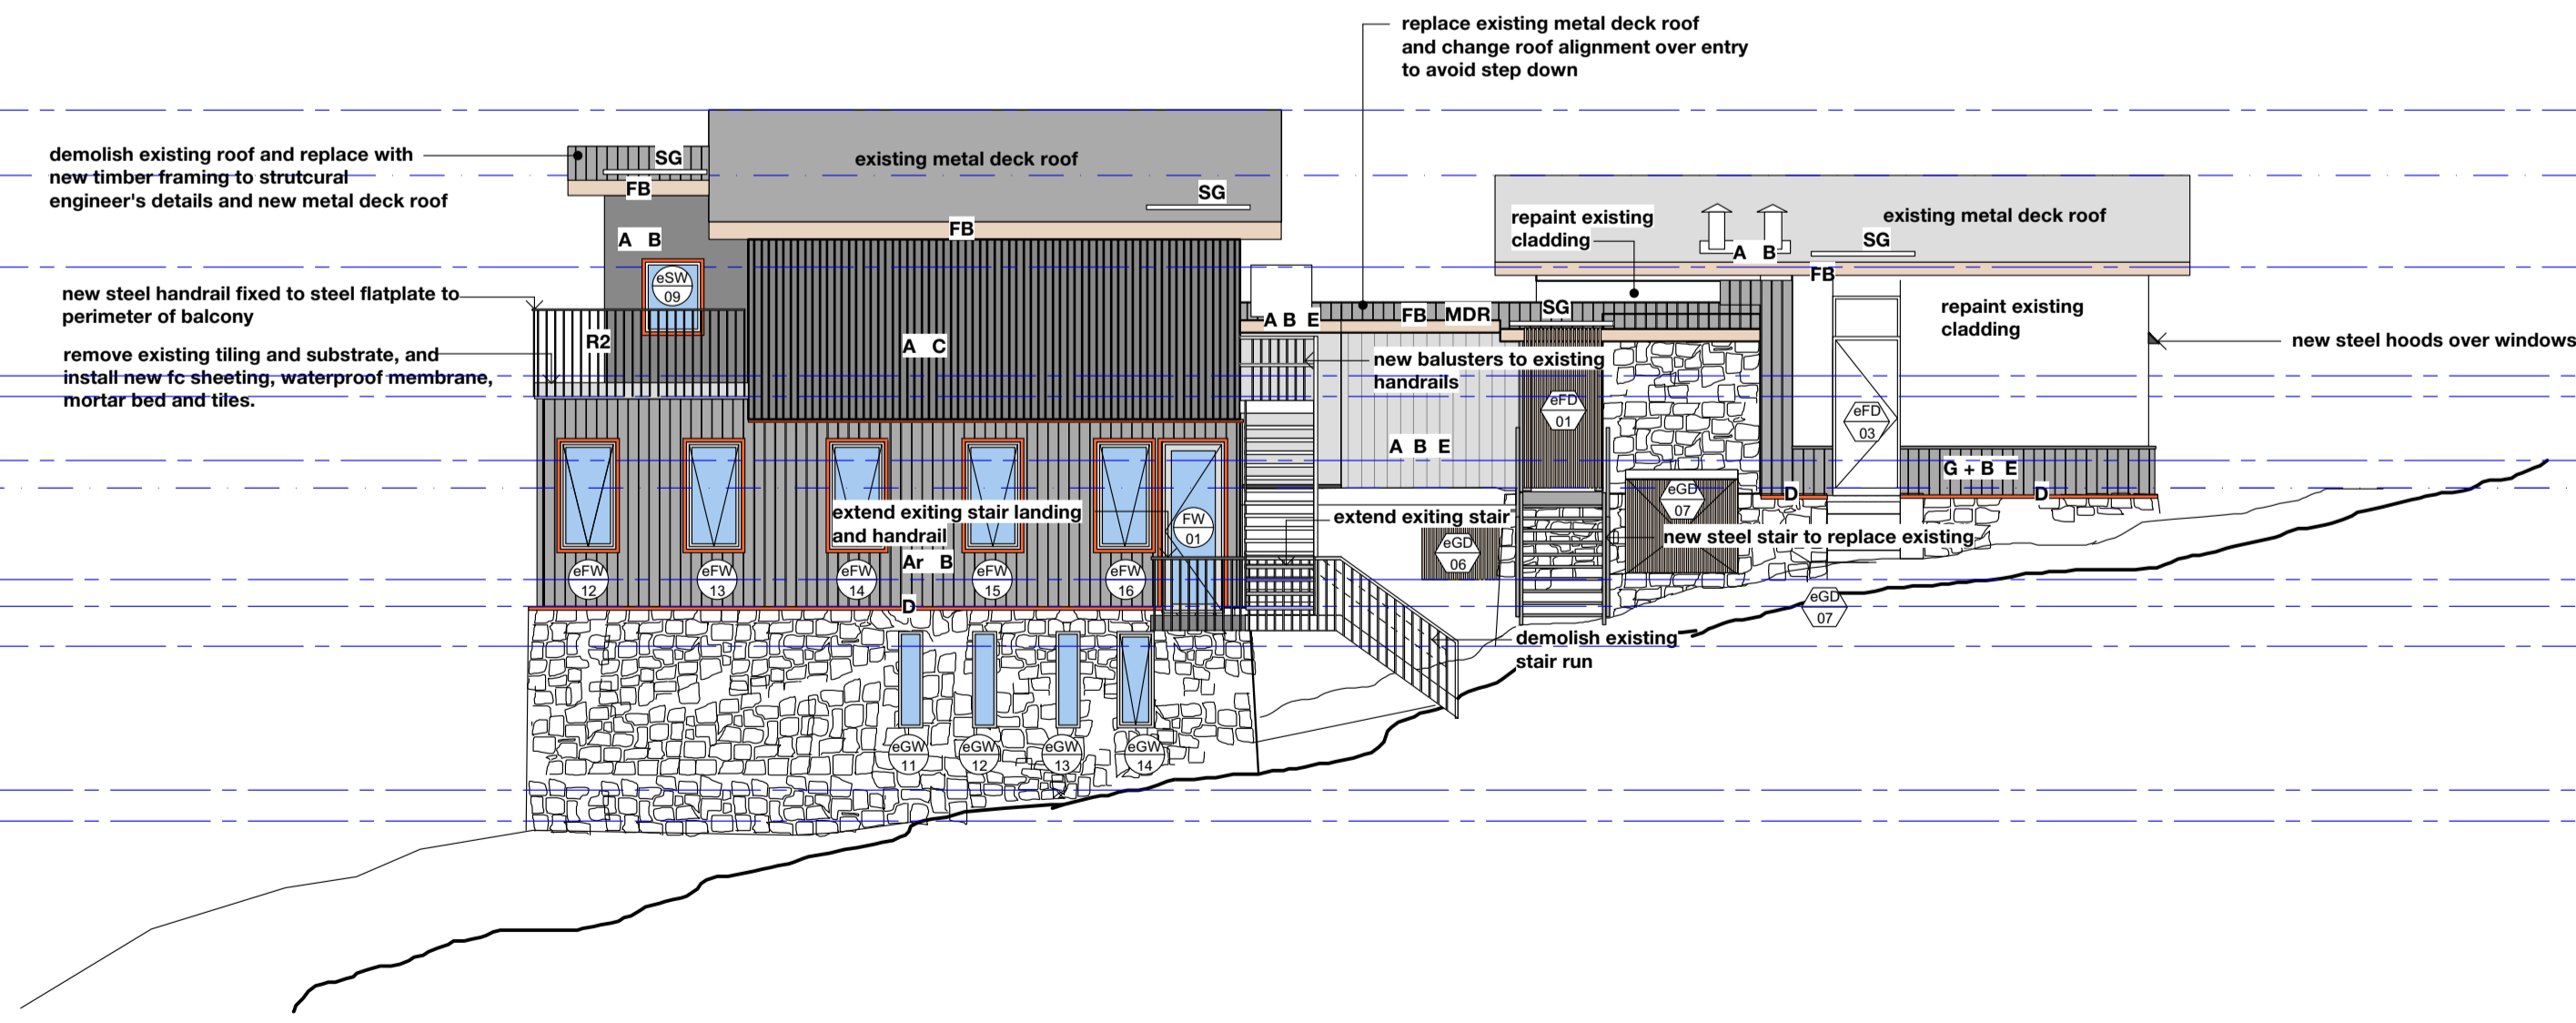 replace existing metal deck roof
and change roof alignment over entry
to avoid step down
demolish existing roof and replace with
new timber framing to strutcural
engineer's details and new metal deck roof
SG
FB
existing metal deck roof
SG
FB
A B
eSW
09
new steel handrail fixed to steel flatplate to
perimeter of balcony
R2
remove existing tiling and substrate, and
install new fc sheeting, waterproof membrane,
mortar bed and tiles.
A C
repaint existing
cladding
existing metal deck roof
A B
SG
FB
repaint existing
cladding
new steel hoods over windows
A B E
FB
MDR
SG
new balusters to existing
handrails
eFD
01
eFD
03
A B E
G + B E
D
D
eGD
07
extend exiting stair landing
and handrail
FW
01
extend exiting stair
new steel stair to replace existing
eGD
06
Ar B
eFW
12
eFW
13
eFW
14
eFW
15
eFW
16
D
eGD
07
demolish existing
stair run
eGW
11
eGW
12
eGW
13
eGW
14